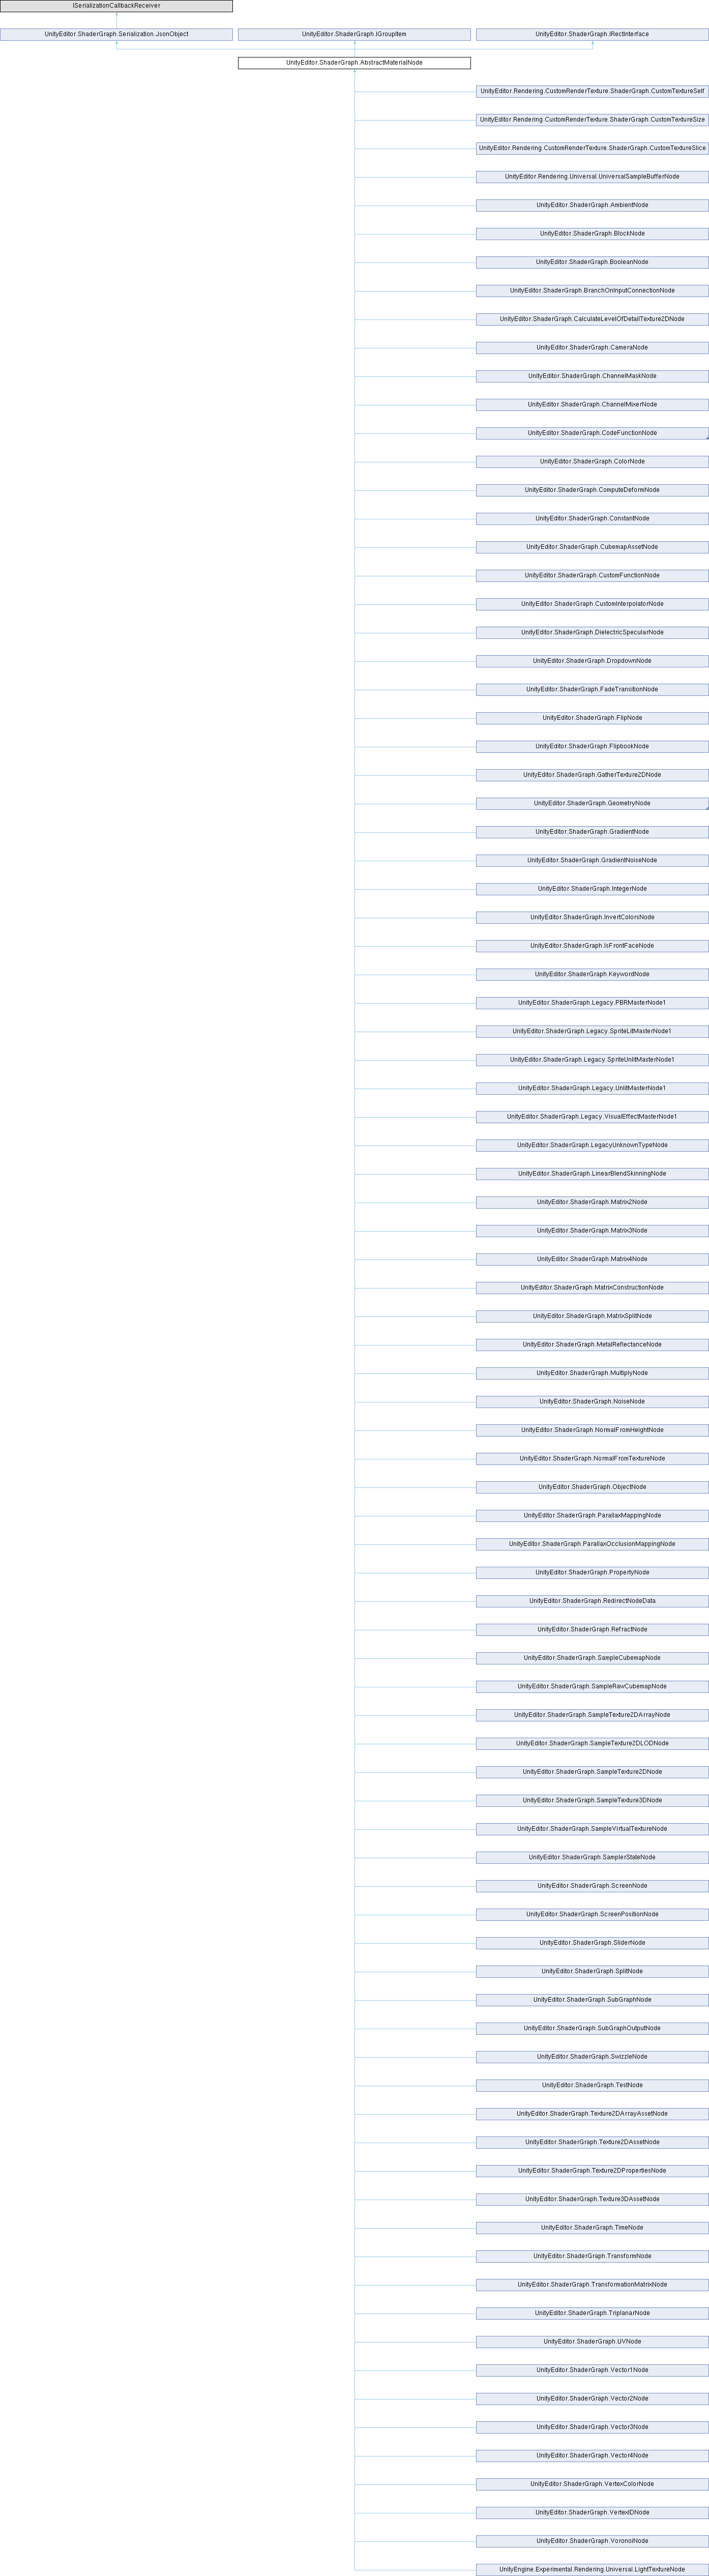 ISerializationCallbackReceiver
UnityEditor.ShaderGraph.Serialization.JsonObject
UnityEditor.ShaderGraph.IGroupItem
UnityEditor.ShaderGraph.IRectInterface
UnityEditor.ShaderGraph.AbstractMaterialNode
UnityEditor.Rendering.CustomRenderTexture.ShaderGraph.CustomTextureSelf
UnityEditor.Rendering.CustomRenderTexture.ShaderGraph.CustomTextureSize
UnityEditor.Rendering.CustomRenderTexture.ShaderGraph.CustomTextureSlice
UnityEditor.Rendering.Universal.UniversalSampleBufferNode
UnityEditor.ShaderGraph.AmbientNode
UnityEditor.ShaderGraph.BlockNode
UnityEditor.ShaderGraph.BooleanNode
UnityEditor.ShaderGraph.BranchOnInputConnectionNode
UnityEditor.ShaderGraph.CalculateLevelOfDetailTexture2DNode
UnityEditor.ShaderGraph.CameraNode
UnityEditor.ShaderGraph.ChannelMaskNode
UnityEditor.ShaderGraph.ChannelMixerNode
UnityEditor.ShaderGraph.CodeFunctionNode
UnityEditor.ShaderGraph.ColorNode
UnityEditor.ShaderGraph.ComputeDeformNode
UnityEditor.ShaderGraph.ConstantNode
UnityEditor.ShaderGraph.CubemapAssetNode
UnityEditor.ShaderGraph.CustomFunctionNode
UnityEditor.ShaderGraph.CustomInterpolatorNode
UnityEditor.ShaderGraph.DielectricSpecularNode
UnityEditor.ShaderGraph.DropdownNode
UnityEditor.ShaderGraph.FadeTransitionNode
UnityEditor.ShaderGraph.FlipNode
UnityEditor.ShaderGraph.FlipbookNode
UnityEditor.ShaderGraph.GatherTexture2DNode
UnityEditor.ShaderGraph.GeometryNode
UnityEditor.ShaderGraph.GradientNode
UnityEditor.ShaderGraph.GradientNoiseNode
UnityEditor.ShaderGraph.IntegerNode
UnityEditor.ShaderGraph.InvertColorsNode
UnityEditor.ShaderGraph.IsFrontFaceNode
UnityEditor.ShaderGraph.KeywordNode
UnityEditor.ShaderGraph.Legacy.PBRMasterNode1
UnityEditor.ShaderGraph.Legacy.SpriteLitMasterNode1
UnityEditor.ShaderGraph.Legacy.SpriteUnlitMasterNode1
UnityEditor.ShaderGraph.Legacy.UnlitMasterNode1
UnityEditor.ShaderGraph.Legacy.VisualEffectMasterNode1
UnityEditor.ShaderGraph.LegacyUnknownTypeNode
UnityEditor.ShaderGraph.LinearBlendSkinningNode
UnityEditor.ShaderGraph.Matrix2Node
UnityEditor.ShaderGraph.Matrix3Node
UnityEditor.ShaderGraph.Matrix4Node
UnityEditor.ShaderGraph.MatrixConstructionNode
UnityEditor.ShaderGraph.MatrixSplitNode
UnityEditor.ShaderGraph.MetalReflectanceNode
UnityEditor.ShaderGraph.MultiplyNode
UnityEditor.ShaderGraph.NoiseNode
UnityEditor.ShaderGraph.NormalFromHeightNode
UnityEditor.ShaderGraph.NormalFromTextureNode
UnityEditor.ShaderGraph.ObjectNode
UnityEditor.ShaderGraph.ParallaxMappingNode
UnityEditor.ShaderGraph.ParallaxOcclusionMappingNode
UnityEditor.ShaderGraph.PropertyNode
UnityEditor.ShaderGraph.RedirectNodeData
UnityEditor.ShaderGraph.RefractNode
UnityEditor.ShaderGraph.SampleCubemapNode
UnityEditor.ShaderGraph.SampleRawCubemapNode
UnityEditor.ShaderGraph.SampleTexture2DArrayNode
UnityEditor.ShaderGraph.SampleTexture2DLODNode
UnityEditor.ShaderGraph.SampleTexture2DNode
UnityEditor.ShaderGraph.SampleTexture3DNode
UnityEditor.ShaderGraph.SampleVirtualTextureNode
UnityEditor.ShaderGraph.SamplerStateNode
UnityEditor.ShaderGraph.ScreenNode
UnityEditor.ShaderGraph.ScreenPositionNode
UnityEditor.ShaderGraph.SliderNode
UnityEditor.ShaderGraph.SplitNode
UnityEditor.ShaderGraph.SubGraphNode
UnityEditor.ShaderGraph.SubGraphOutputNode
UnityEditor.ShaderGraph.SwizzleNode
UnityEditor.ShaderGraph.TestNode
UnityEditor.ShaderGraph.Texture2DArrayAssetNode
UnityEditor.ShaderGraph.Texture2DAssetNode
UnityEditor.ShaderGraph.Texture2DPropertiesNode
UnityEditor.ShaderGraph.Texture3DAssetNode
UnityEditor.ShaderGraph.TimeNode
UnityEditor.ShaderGraph.TransformNode
UnityEditor.ShaderGraph.TransformationMatrixNode
UnityEditor.ShaderGraph.TriplanarNode
UnityEditor.ShaderGraph.UVNode
UnityEditor.ShaderGraph.Vector1Node
UnityEditor.ShaderGraph.Vector2Node
UnityEditor.ShaderGraph.Vector3Node
UnityEditor.ShaderGraph.Vector4Node
UnityEditor.ShaderGraph.VertexColorNode
UnityEditor.ShaderGraph.VertexIDNode
UnityEditor.ShaderGraph.VoronoiNode
UnityEngine.Experimental.Rendering.Universal.LightTextureNode